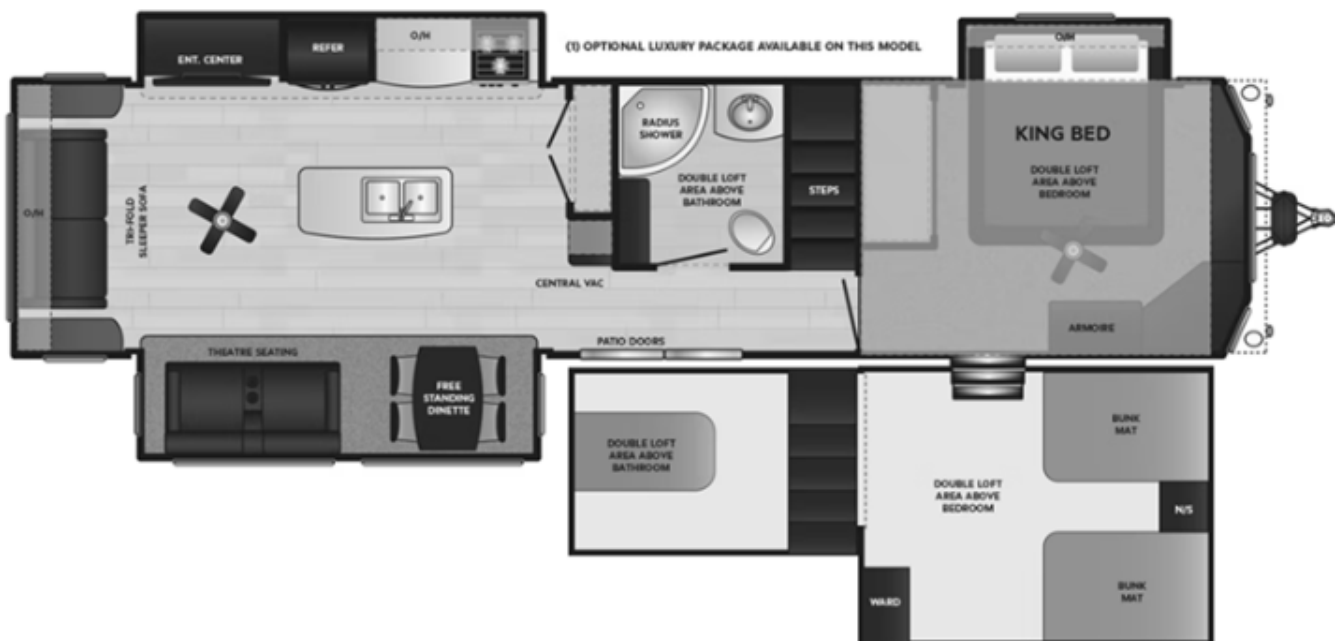 (1) OPTIONAL LUXURY PACKAGE AVAILABLE ON THIS MODEL
ENT. CENTER
REFER
O/H
O/H
RADIUS
SHOWER
KING BED
DOUBLE LOFT
AREA ABOVE
BEDROOM
DOUBLE LOFT
AREA ABOVE
BATHROOM
STEPS
O/H
TRI-FOLD
SLEEPER SOFA
CENTRAL VAC
ARMOIRE
PATIO DOORS
THEATRE SEATING
FREE
STANDING
DINETTE
DOUBLE LOFT
AREA ABOVE
BATHROOM
DOUBLE LOFT
AREA ABOVE
BEDROOM
BUNK
MAT
N/S
BUNK
MAT
WARD